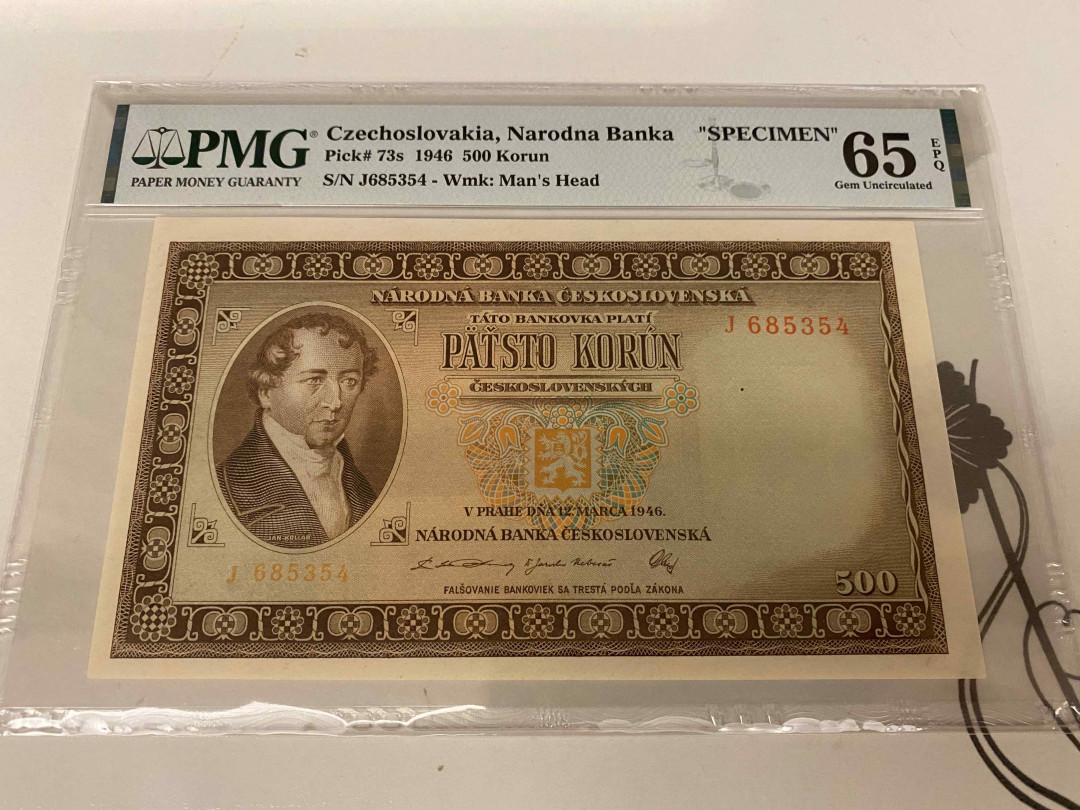 PMG®
PAPER MONEY GUARANTY
Czechoslovakia, Narodna Banka "SPECIMEN"
Pick# 73s 1946 500 Korun
S/N J685354 - Wmk: Man's Head
65
EPQ
Gem Uncirculated
NÁRODNÁ BANKA ČESKOSLOVENSKÁ
TÁTO BANKOVKA PLATÍ
PÄŤSTO KORÚN
ČESKOSLOVENSKÝCH
J 685354
V PRAHE DŇA 12. MARCA 1946.
NÁRODNÁ BANKA ČESKOSLOVENSKÁ
JÁN KOLLÁR
J 685354
FALŠOVANIE BANKOVIEK SA TRESTÁ PODĽA ZÁKONA
500